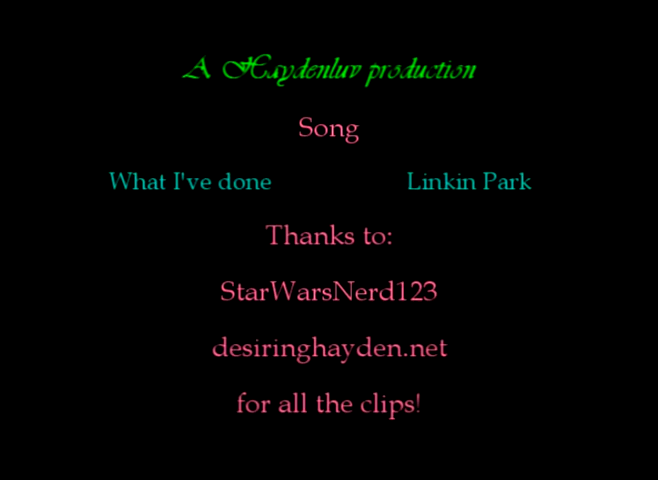 A Haydenluv production
Song
What I've done Linkin Park
Thanks to:
StarWarsNerd123
desiringhayden.net
for all the clips!